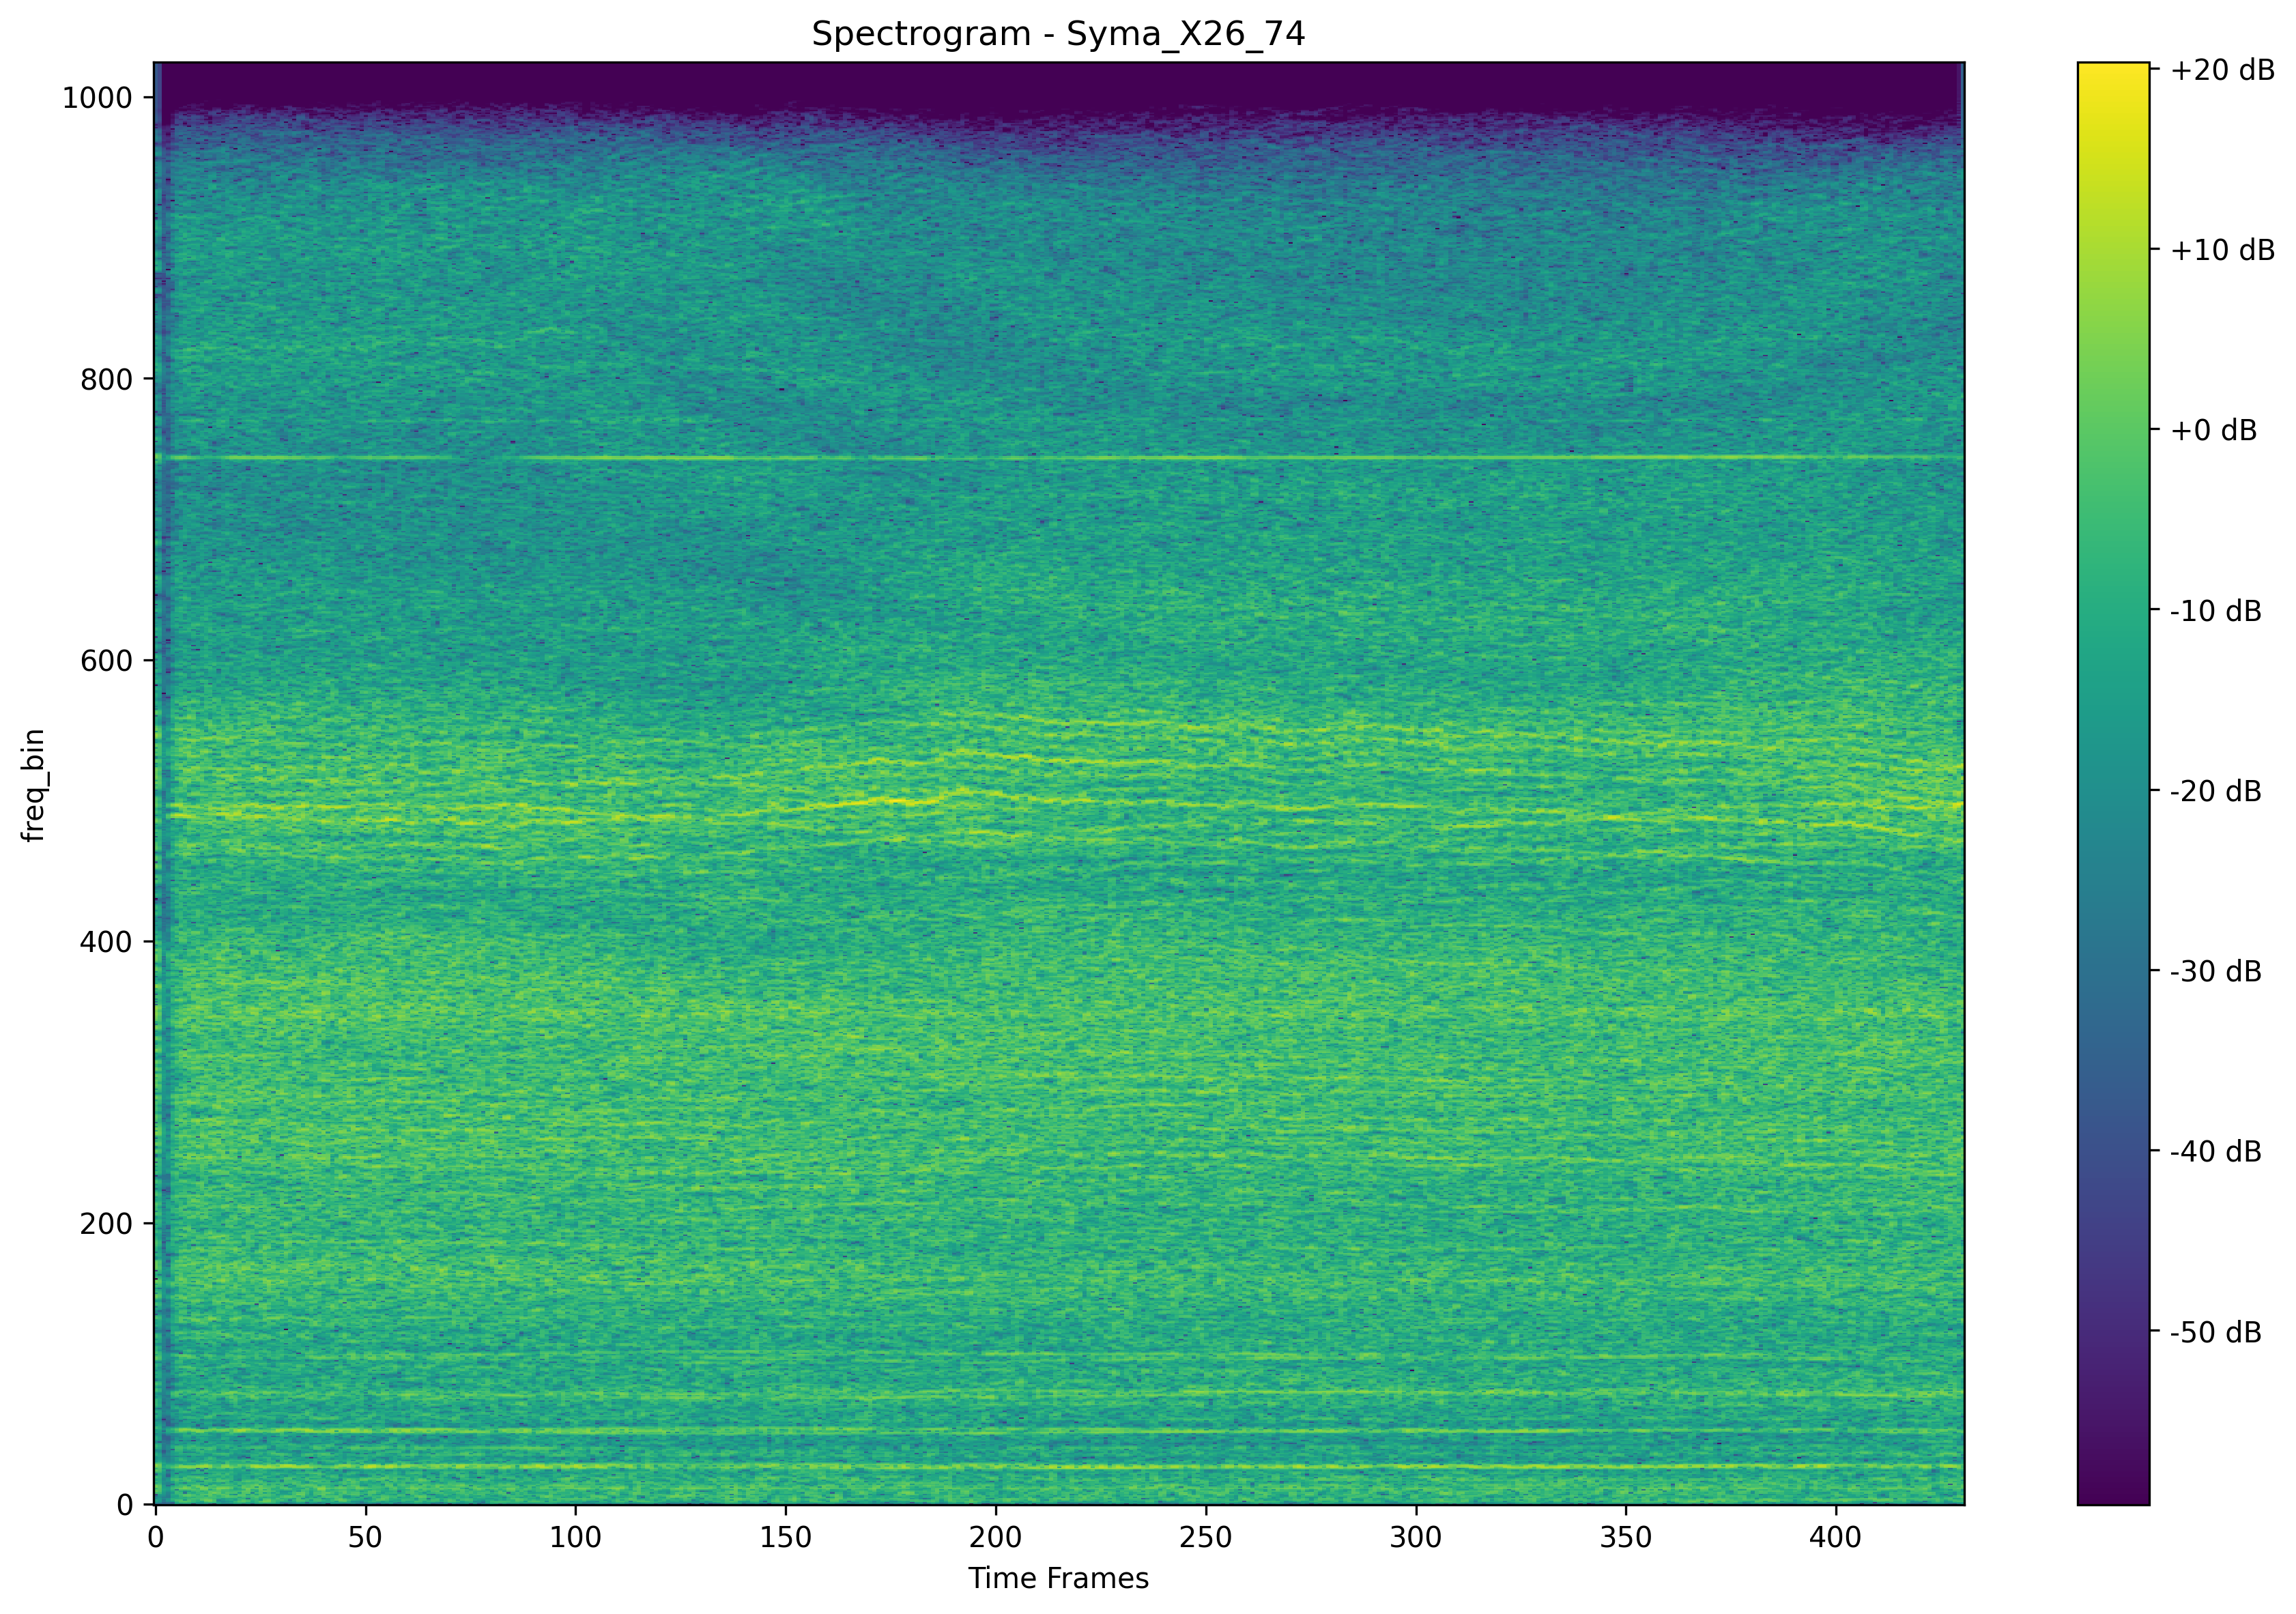 Spectrogram - Syma_X26_74
1000
800
600
400
200
0
freq_bin
0 50 100 150 200 250 300 350 400
Time Frames
+20 dB
+10 dB
+0 dB
-10 dB
-20 dB
-30 dB
-40 dB
-50 dB